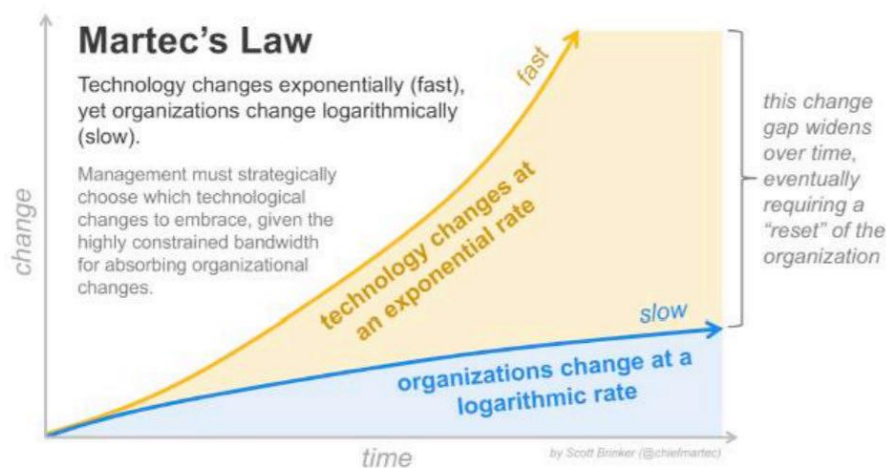 Martec's Law
Technology changes exponentially (fast),
yet organizations change logarithmically
(slow).
Management must strategically
choose which technological
changes to embrace, given the
highly constrained bandwidth
for absorbing organizational
changes.
change
fast
technology changes at
an exponential rate
this change
gap widens
over time,
eventually
requiring a
“reset” of the
organization
slow
organizations change at a
logarithmic rate
time
by Scott Brinker (@chiefmartec)